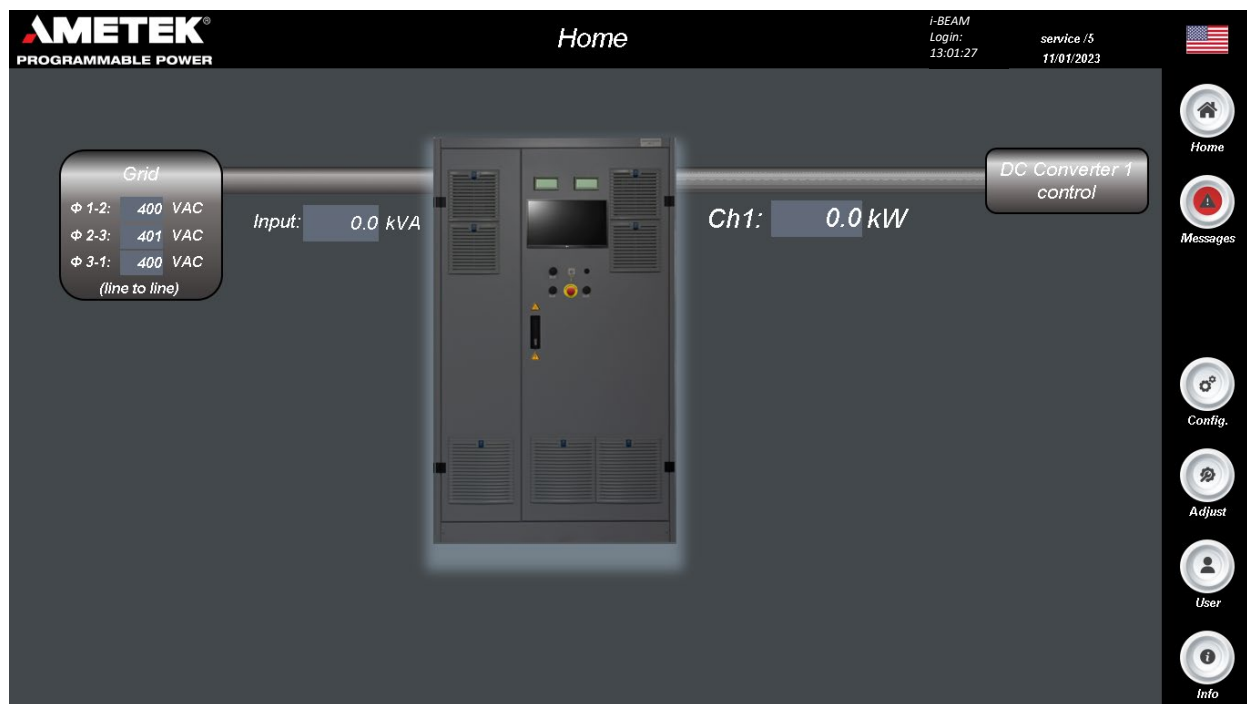 AMETEK®
PROGRAMMABLE POWER
Home
i-BEAM
Login:
13:01:27
service /5
11/01/2023
Grid
Φ 1-2: 400 VAC
Φ 2-3: 401 VAC
Φ 3-1: 400 VAC
(line to line)
Input: 0.0 kVA
Ch1: 0.0 kW
DC Converter 1
control
Home
Messages
Config.
Adjust
User
Info